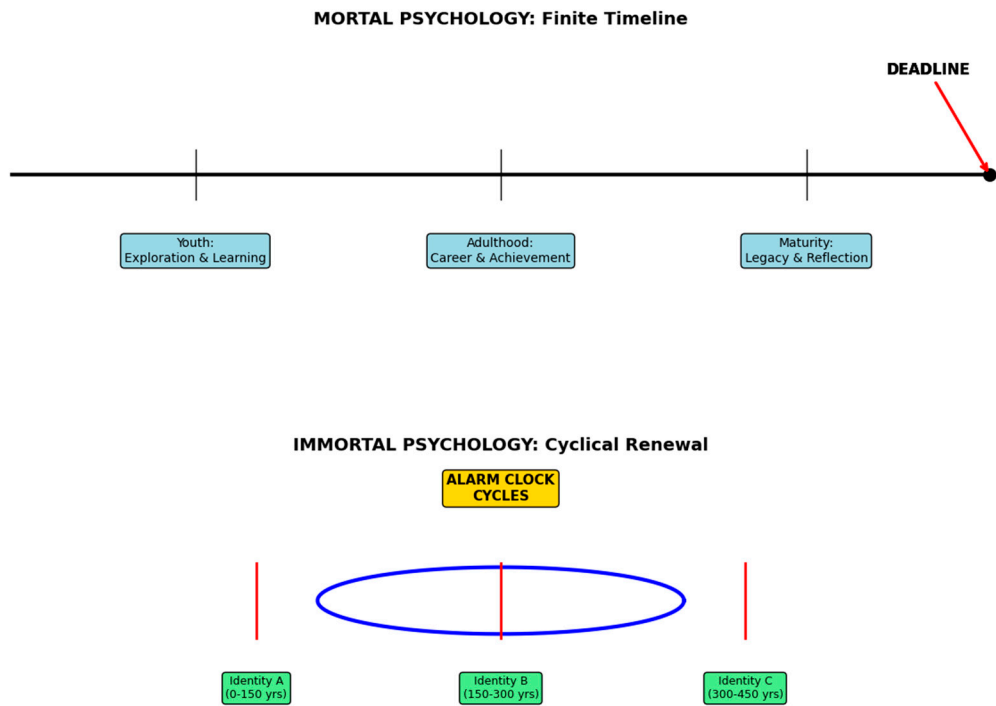 MORTAL PSYCHOLOGY: Finite Timeline
DEADLINE
Youth:
Exploration & Learning
Adulthood:
Career & Achievement
Maturity:
Legacy & Reflection
IMMORTAL PSYCHOLOGY: Cyclical Renewal
ALARM CLOCK
CYCLES
Identity A
(0-150 yrs)
Identity B
(150-300 yrs)
Identity C
(300-450 yrs)